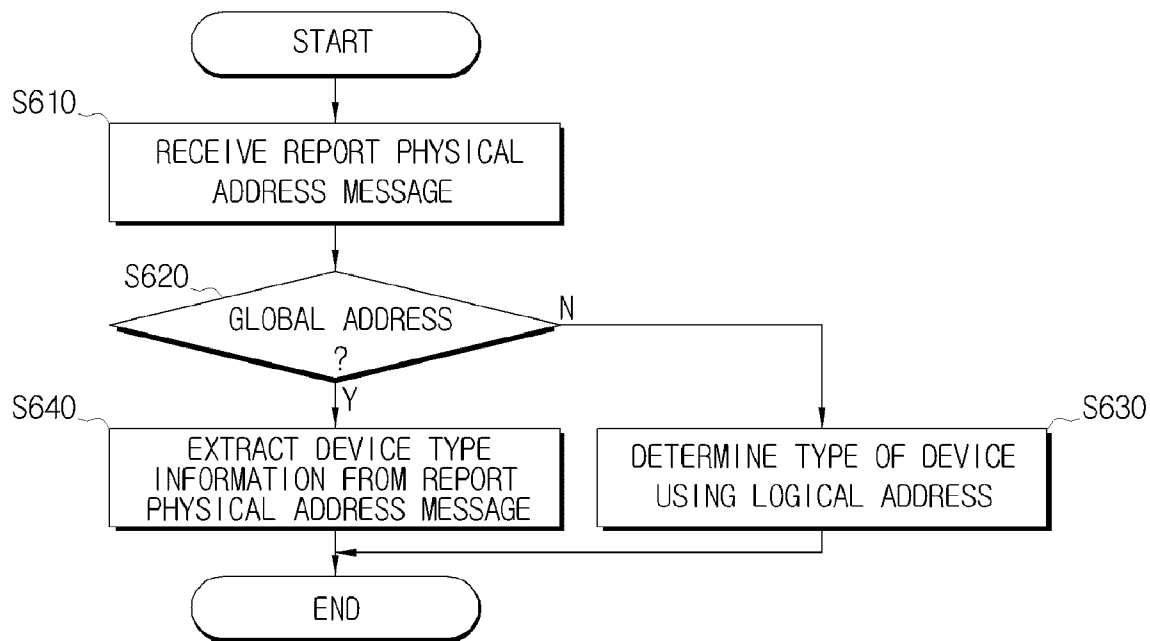 START
S610
RECEIVE REPORT PHYSICAL
ADDRESS MESSAGE
S620
GLOBAL ADDRESS
?
N
Y
S640
EXTRACT DEVICE TYPE
INFORMATION FROM REPORT
PHYSICAL ADDRESS MESSAGE
S630
DETERMINE TYPE OF DEVICE
USING LOGICAL ADDRESS
END